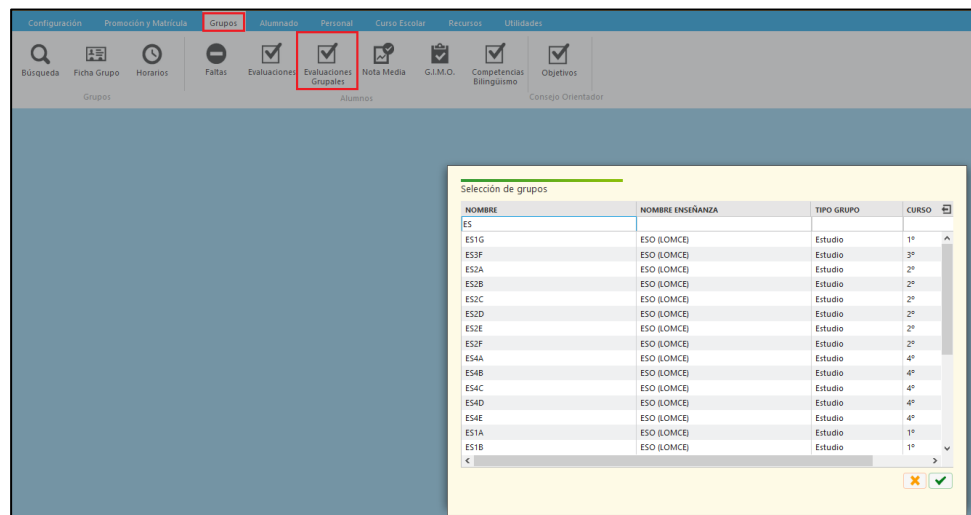 Configuración Promoción y Matrícula Grupos Alumnado Personal Curso Escolar Recursos Utilidades
Búsqueda Ficha Grupo Horarios Faltas Evaluaciones Evaluaciones Grupales Nota Media G.I.M.O. Competencias Bilingüismo Objetivos
Grupos Alumnos Consejo Orientador
Selección de grupos
NOMBRE NOMBRE ENSEÑANZA TIPO GRUPO CURSO
ES
ES1G ESO (LOMCE) Estudio 1º
ES3F ESO (LOMCE) Estudio 3º
ES2A ESO (LOMCE) Estudio 2º
ES2B ESO (LOMCE) Estudio 2º
ES2C ESO (LOMCE) Estudio 2º
ES2D ESO (LOMCE) Estudio 2º
ES2E ESO (LOMCE) Estudio 2º
ES2F ESO (LOMCE) Estudio 2º
ES4A ESO (LOMCE) Estudio 4º
ES4B ESO (LOMCE) Estudio 4º
ES4C ESO (LOMCE) Estudio 4º
ES4D ESO (LOMCE) Estudio 4º
ES4E ESO (LOMCE) Estudio 4º
ES1A ESO (LOMCE) Estudio 1º
ES1B ESO (LOMCE) Estudio 1º